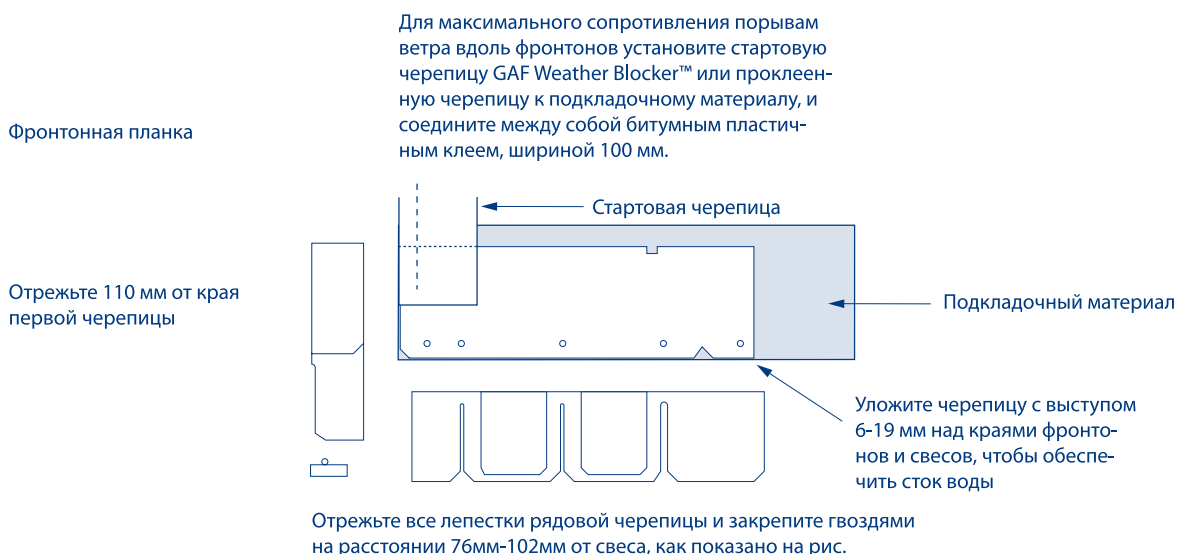 Для максимального сопротивления порывам
ветра вдоль фронтонов установите стартовую
черепицу GAF Weather Blocker™ или проклеен-
ную черепицу к подкладочному материалу, и
соедините между собой битумным пластич-
ным клеем, шириной 100 мм.
Фронтонная планка
Стартовая черепица
Отрежьте 110 мм от края
первой черепицы
Подкладочный материал
Уложите черепицу с выступом
6-19 мм над краями фронто-
нов и свесов, чтобы обеспе-
чить сток воды
Отрежьте все лепестки рядовой черепицы и закрепите гвоздями
на расстоянии 76мм-102мм от свеса, как показано на рис.